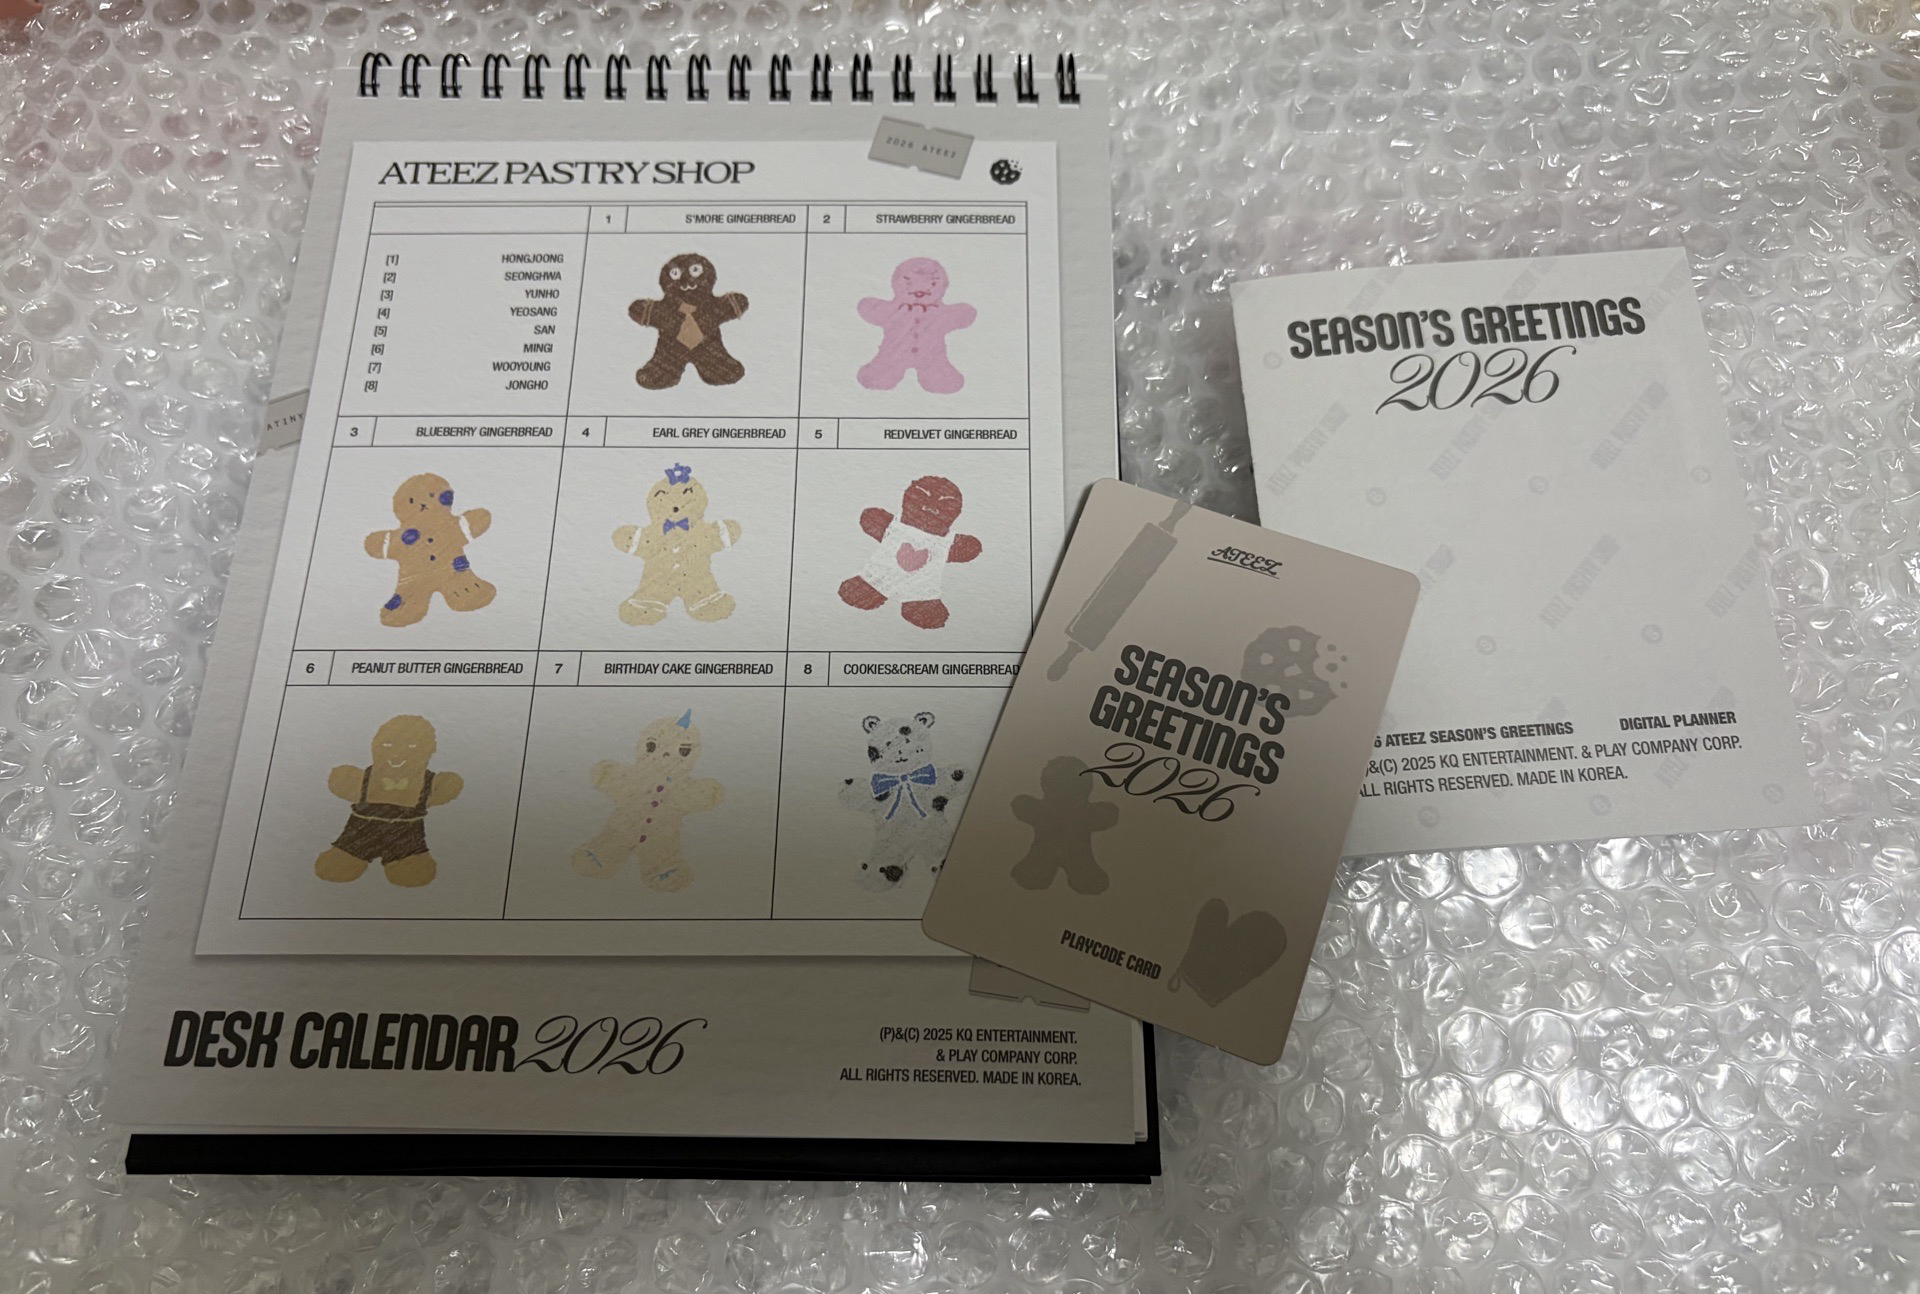 2026 ATEEZ
ATEEZ PASTRY SHOP
1 S'MORE GINGERBREAD
2 STRAWBERRY GINGERBREAD
[1] HONGJOONG
[2] SEONGHWA
[3] YUNHO
[4] YEOSANG
[5] SAN
[6] MINGI
[7] WOOYOUNG
[8] JONGHO
ATINY
3 BLUEBERRY GINGERBREAD
4 EARL GREY GINGERBREAD
5 REDVELVET GINGERBREAD
6 PEANUT BUTTER GINGERBREAD
7 BIRTHDAY CAKE GINGERBREAD
8 COOKIES&CREAM GINGERBREAD
DESK CALENDAR 2026
(P)&(C) 2025 KQ ENTERTAINMENT.
& PLAY COMPANY CORP.
ALL RIGHTS RESERVED. MADE IN KOREA.
ATEEZ
SEASON'S
GREETINGS
2026
PLAYCODE CARD
SEASON'S GREETINGS
2026
6 ATEEZ SEASON'S GREETINGS DIGITAL PLANNER
)&(C) 2025 KQ ENTERTAINMENT. & PLAY COMPANY CORP.
ALL RIGHTS RESERVED. MADE IN KOREA.